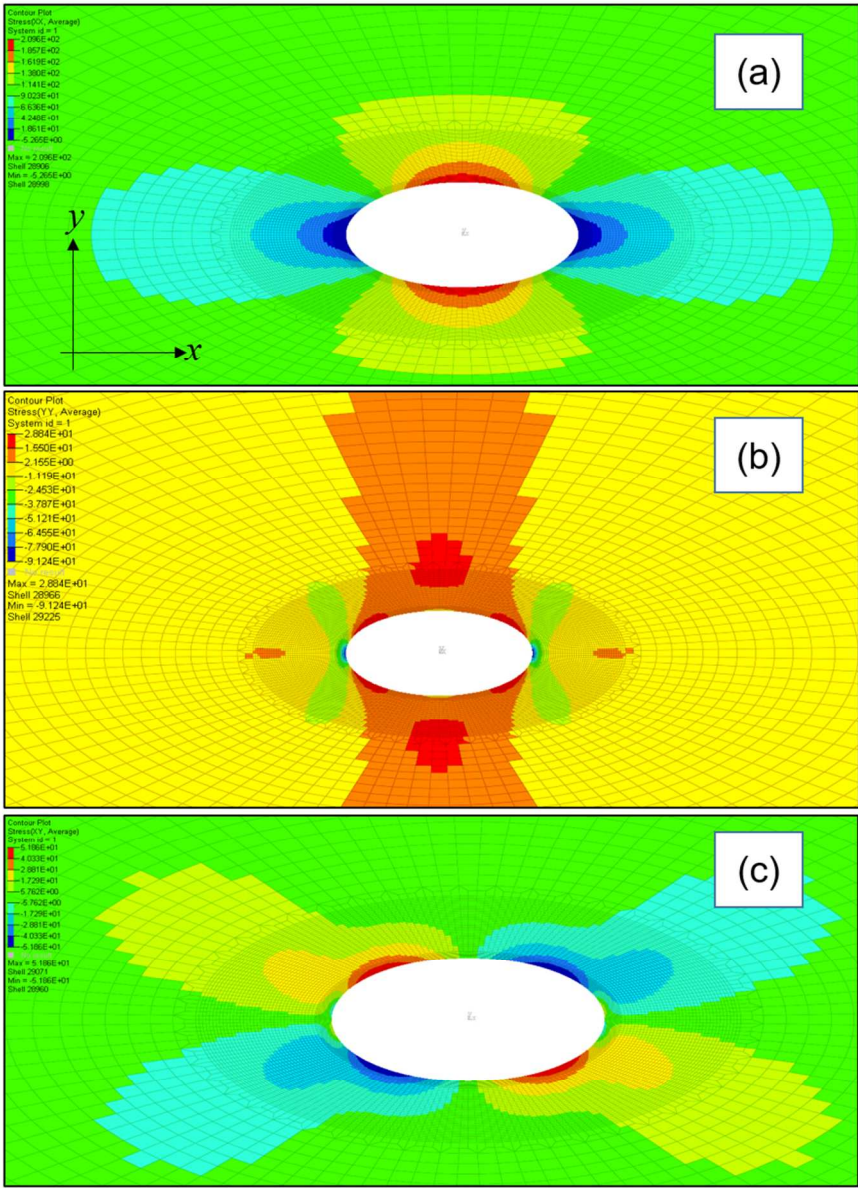 Contour Plot
Stress(XX, Average)
System id = 1
2.096E+02
1.857E+02
1.619E+02
1.380E+02
1.141E+02
9.023E+01
6.636E+01
4.248E+01
1.861E+01
-5.265E+00
Max = 2.096E+02
Shell 28906
Min = -5.265E+00
Shell 28998
(a)
y
x
Contour Plot
Stress(YY, Average)
System id = 1
2.884E+01
1.550E+01
2.155E+00
-1.119E+01
-2.453E+01
-3.787E+01
-5.121E+01
-6.455E+01
-7.790E+01
-9.124E+01
Max = 2.884E+01
Shell 28966
Min = -9.124E+01
Shell 29225
(b)
Contour Plot
Stress(XY, Average)
System id = 1
5.186E+01
4.033E+01
2.881E+01
1.729E+01
5.762E+00
-5.762E+00
-1.729E+01
-2.881E+01
-4.033E+01
-5.186E+01
Max = 5.186E+01
Shell 29071
Min = -5.186E+01
Shell 28960
(c)